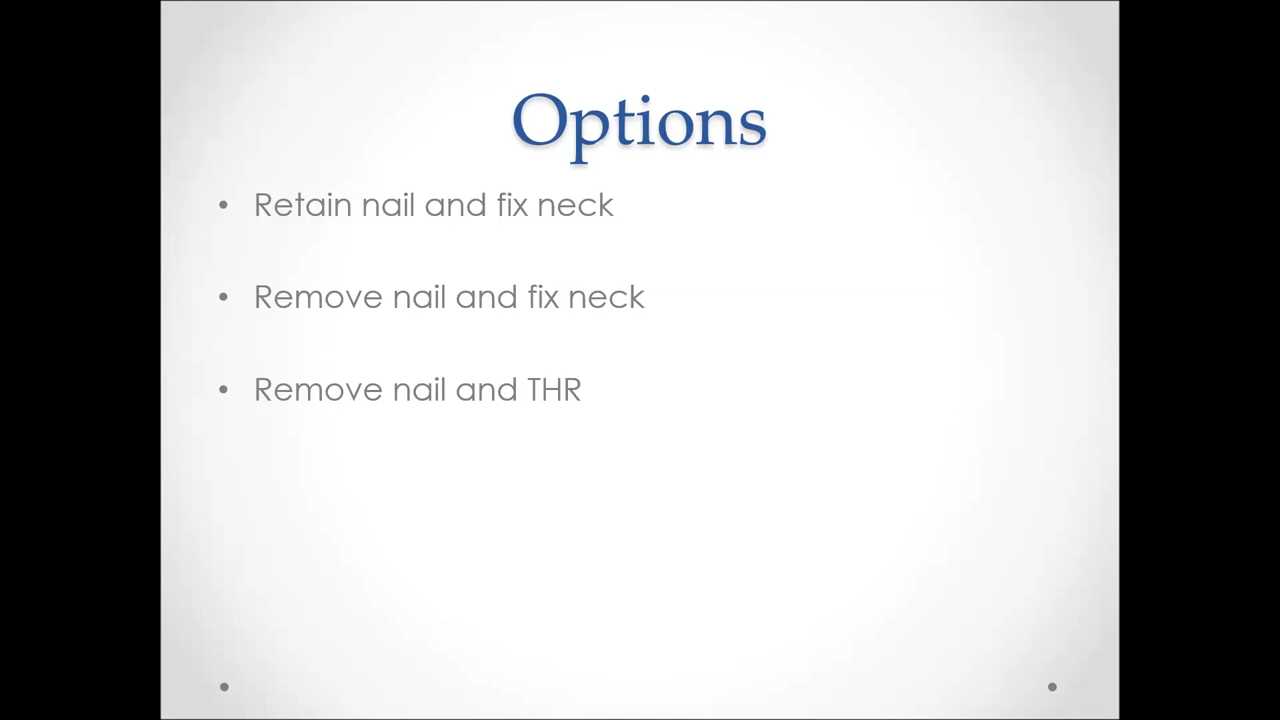 Options
• Retain nail and fix neck
• Remove nail and fix neck
• Remove nail and THR